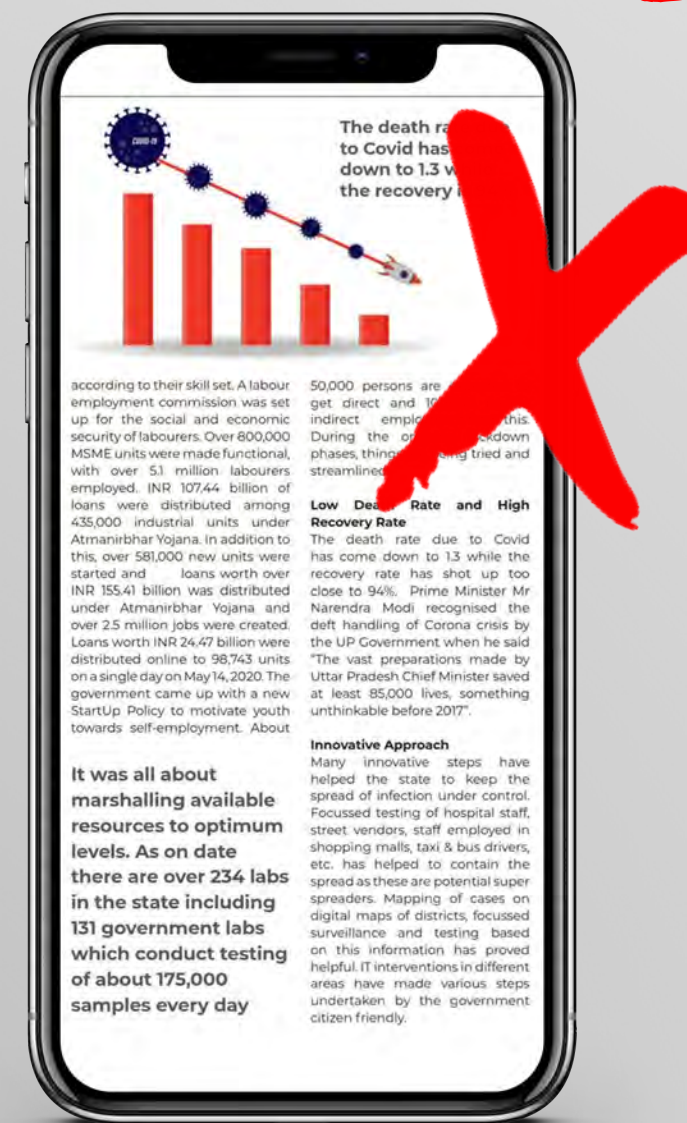 COVID-19
The death
to Covid has
down to 1.3
the recovery
according to their skill set. A labour
employment commission was set
up for the social and economic
security of labourers. Over 800,000
MSME units were made functional,
with over 5.1 million labourers
employed. INR 107.44 billion of
loans were distributed among
435,000 industrial units under
Atmanirbhar Yojana. In addition to
this, over 581,000 new units were
started and loans worth over
INR 155.41 billion was distributed
under Atmanirbhar Yojana and
over 2.5 million jobs were created.
Loans worth INR 24.47 billion were
distributed online to 98,743 units
on a single day on May 14, 2020. The
government came up with a new
StartUp Policy to motivate youth
towards self-employment. About
It was all about
marshalling available
resources to optimum
levels. As on date
there are over 234 labs
in the state including
131 government labs
which conduct testing
of about 175,000
samples every day
50,000 persons are
get direct and
indirect this.
During the
phases, tried and
streamlined
Low Death Rate and High
Recovery Rate
The death rate due to Covid
has come down to 1.3 while the
recovery rate has shot up too
close to 94%. Prime Minister Mr
Narendra Modi recognised the
deft handling of Corona crisis by
the UP Government when he said
"The vast preparations made by
Uttar Pradesh Chief Minister saved
at least 85,000 lives, something
unthinkable before 2017".
Innovative Approach
Many innovative steps have
helped the state to keep the
spread of infection under control.
Focussed testing of hospital staff,
street vendors, staff employed in
shopping malls, taxi & bus drivers,
etc. has helped to contain the
spread as these are potential super
spreaders. Mapping of cases on
digital maps of districts, focussed
surveillance and testing based
on this information has proved
helpful. IT interventions in different
areas have made various steps
undertaken by the government
citizen friendly.